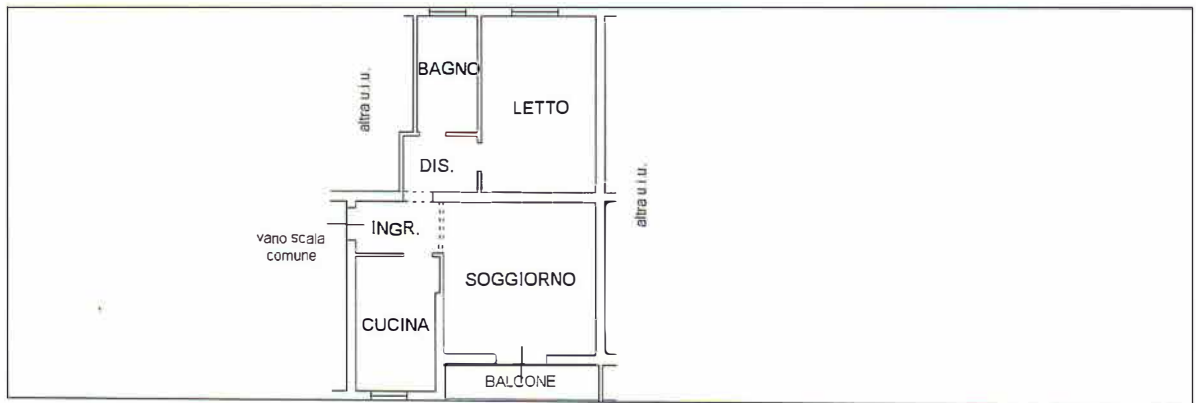 BAGNO
LETTO
altra u.i.u.
DIS.
altra u.i.u.
INGR.
vano scala
comune
SOGGIORNO
CUCINA
BALCONE